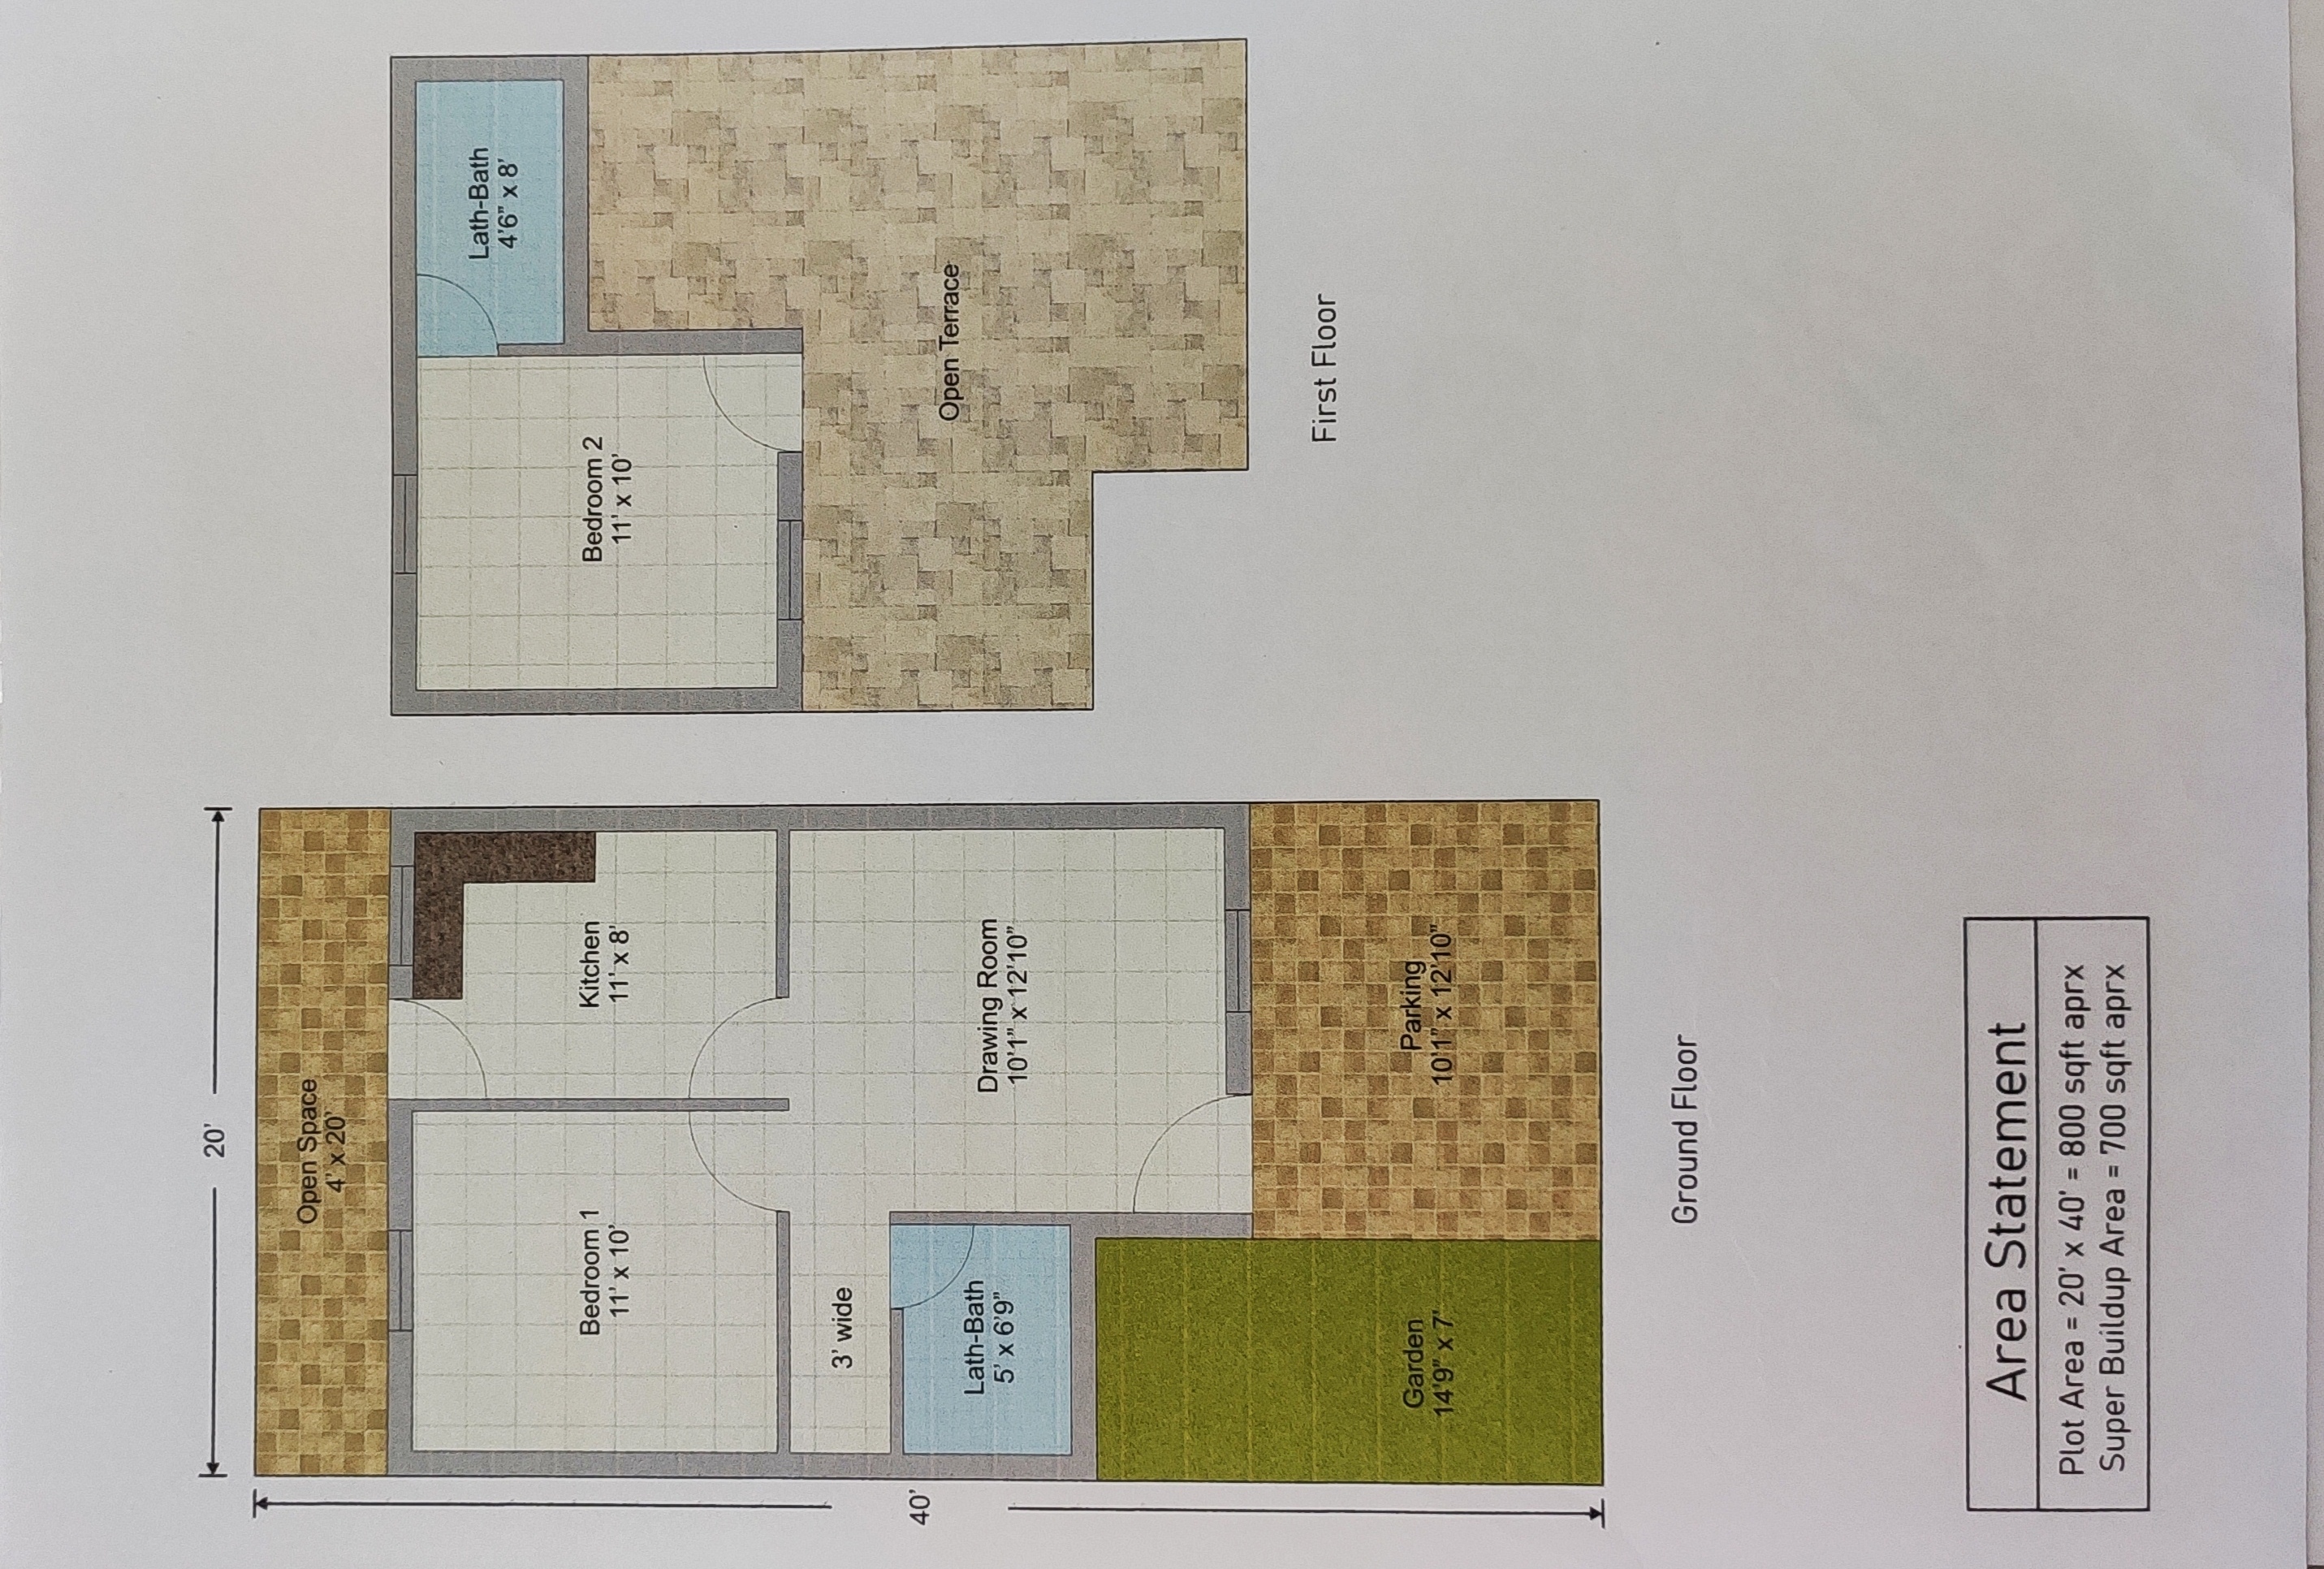 20'
40'
Open Space
4' x 20'
Bedroom 1
11' x 10'
Kitchen
11' x 8'
3' wide
Lath-Bath
5' x 6'9"
Drawing Room
10'1" x 12'10"
Garden
14'9" x 7'
Parking
10'1" x 12'10"
Ground Floor
Lath-Bath
4'6" x 8'
Bedroom 2
11' x 10'
Open Terrace
First Floor
Area Statement
Plot Area = 20' x 40' = 800 sqft aprx
Super Buildup Area = 700 sqft aprx